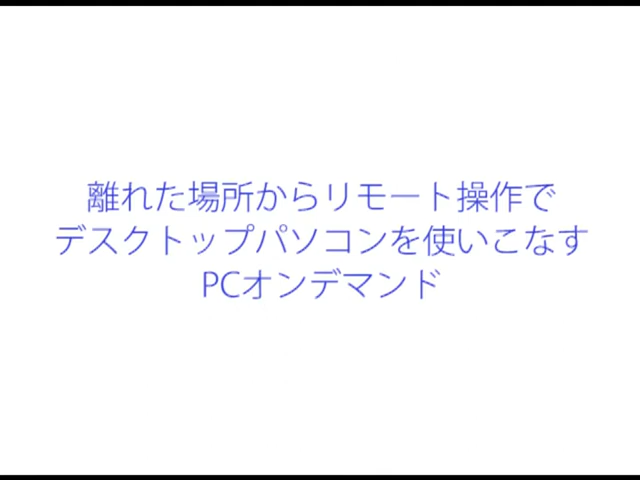 離れた場所からリモート操作で
デスクトップパソコンを使いこなす
PCオンデマンド